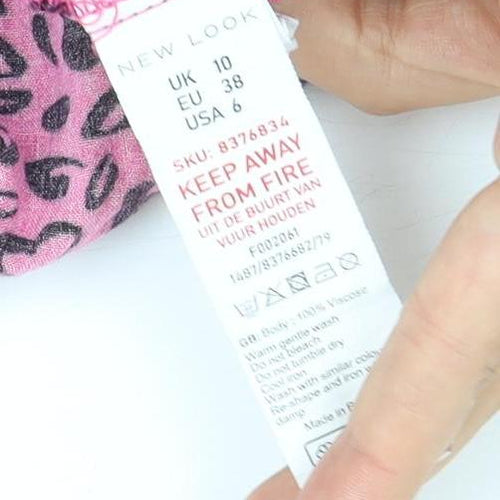 NEW LOOK
UK 10
EU 38
USA 6
SKU: 8376834
KEEP AWAY
FROM FIRE
UIT DE BUURT VAN
VUUR HOUDEN
F002061
1487/8376682/79
GB: Body : 100% Viscose
Warm gentle wash
Do not bleach
Do not tumble dry
Cool iron
Wash with similar colou
Re-shape and iron w
damp
Made in